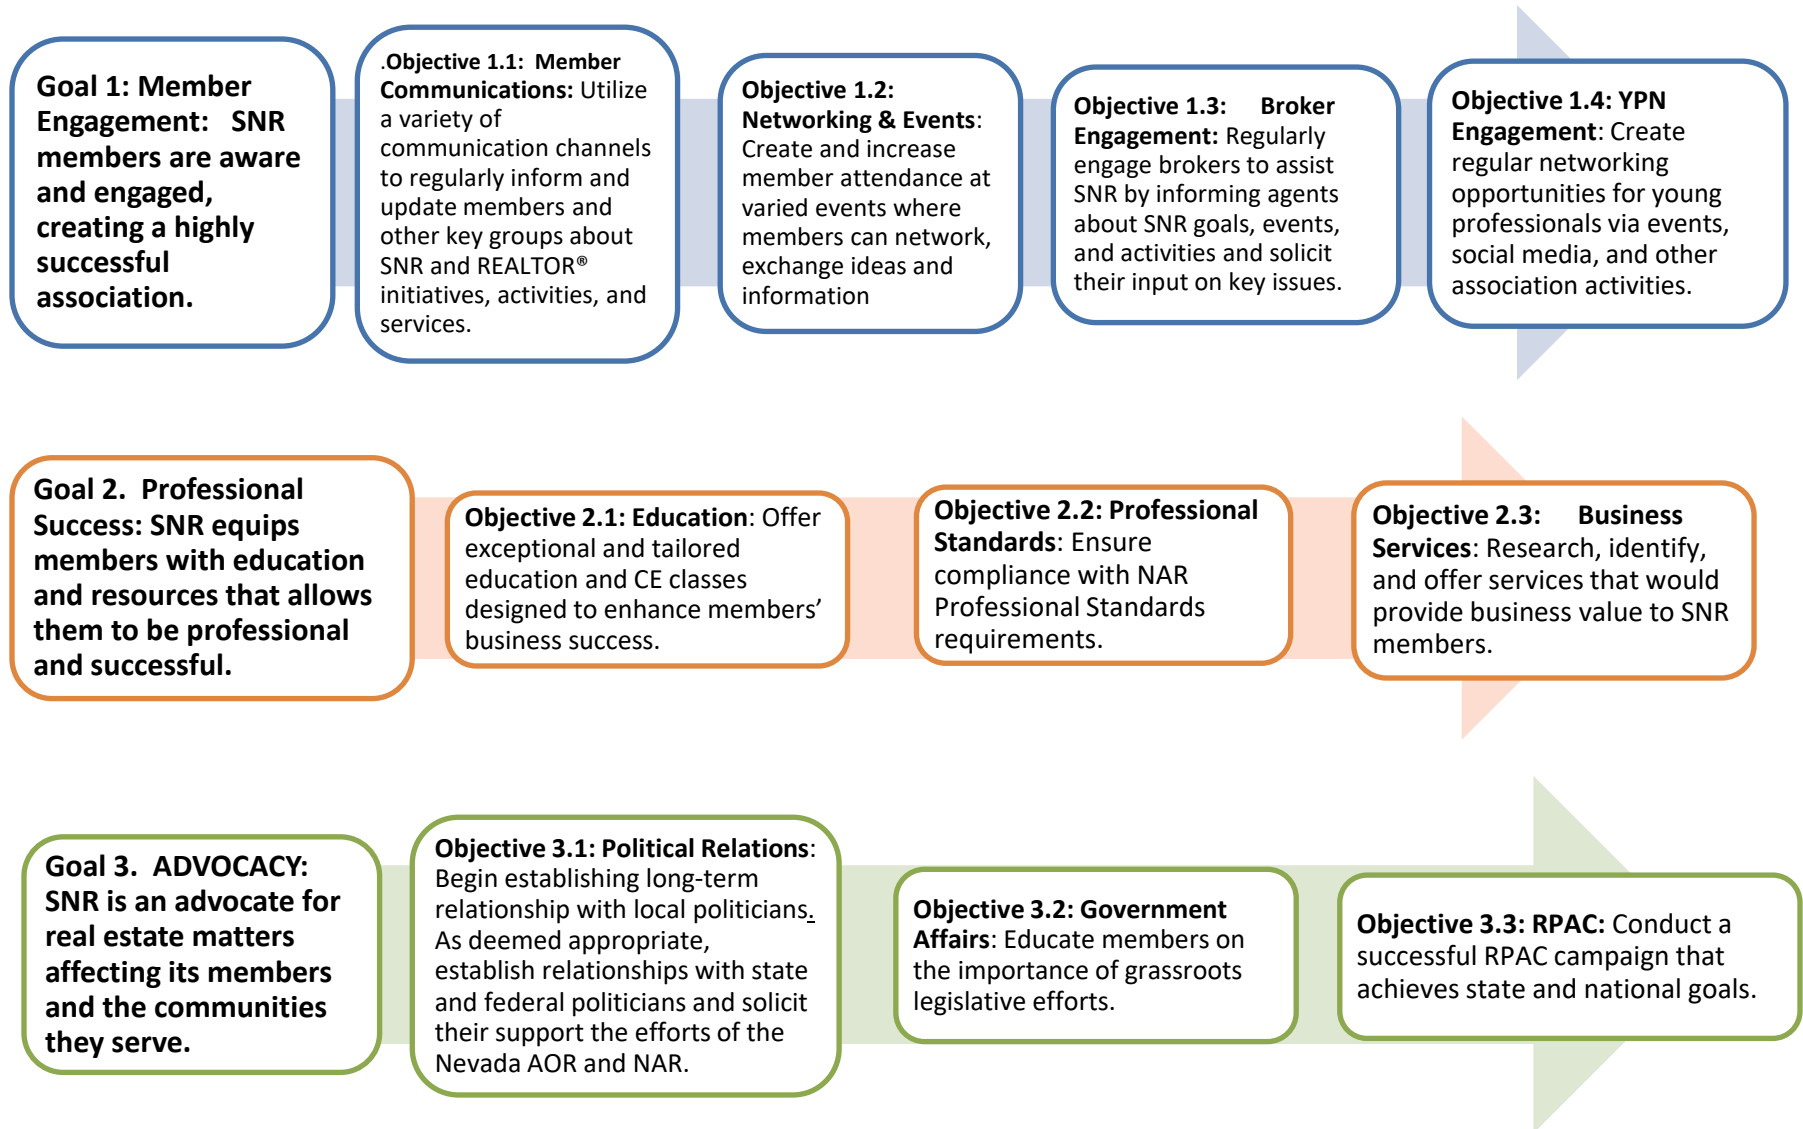 Goal 1: Member
Engagement: SNR
members are aware
and engaged,
creating a highly
successful
association.
.Objective 1.1: Member
Communications: Utilize
a variety of
communication channels
to regularly inform and
update members and
other key groups about
SNR and REALTOR®
initiatives, activities, and
services.
Objective 1.2:
Networking & Events:
Create and increase
member attendance at
varied events where
members can network,
exchange ideas and
information
Objective 1.3: Broker
Engagement: Regularly
engage brokers to assist
SNR by informing agents
about SNR goals, events,
and activities and solicit
their input on key issues.
Objective 1.4: YPN
Engagement: Create
regular networking
opportunities for young
professionals via events,
social media, and other
association activities.
Goal 2. Professional
Success: SNR equips
members with education
and resources that allows
them to be professional
and successful.
Objective 2.1: Education: Offer
exceptional and tailored
education and CE classes
designed to enhance members’
business success.
Objective 2.2: Professional
Standards: Ensure
compliance with NAR
Professional Standards
requirements.
Objective 2.3: Business
Services: Research, identify,
and offer services that would
provide business value to SNR
members.
Goal 3. ADVOCACY:
SNR is an advocate for
real estate matters
affecting its members
and the communities
they serve.
Objective 3.1: Political Relations:
Begin establishing long-term
relationship with local politicians.
As deemed appropriate,
establish relationships with state
and federal politicians and solicit
their support the efforts of the
Nevada AOR and NAR.
Objective 3.2: Government
Affairs: Educate members on
the importance of grassroots
legislative efforts.
Objective 3.3: RPAC: Conduct a
successful RPAC campaign that
achieves state and national goals.